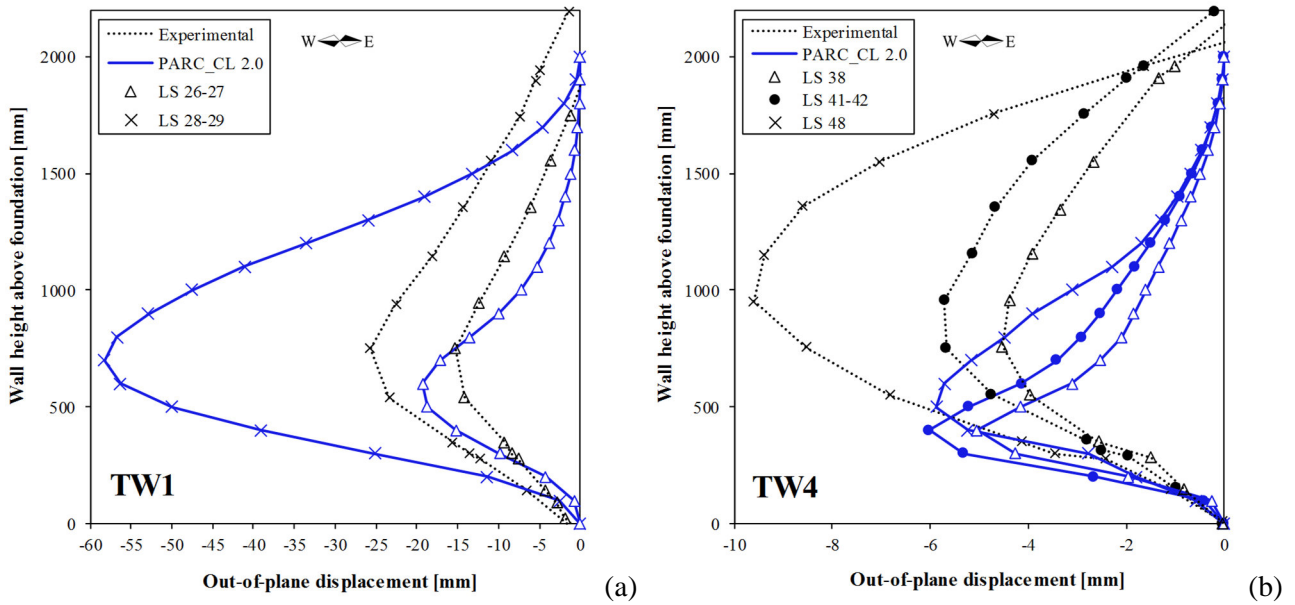 Wall height above foundation [mm]
2000
1500
1000
500
0
Experimental
PARC_CL 2.0
LS 26-27
LS 28-29
W E
TW1
-60 -55 -50 -45 -40 -35 -30 -25 -20 -15 -10 -5 0
Out-of-plane displacement [mm]
(a)
Wall height above foundation [mm]
2000
1500
1000
500
0
Experimental
PARC_CL 2.0
LS 38
LS 41-42
LS 48
W E
TW4
-10 -8 -6 -4 -2 0
Out-of-plane displacement [mm]
(b)